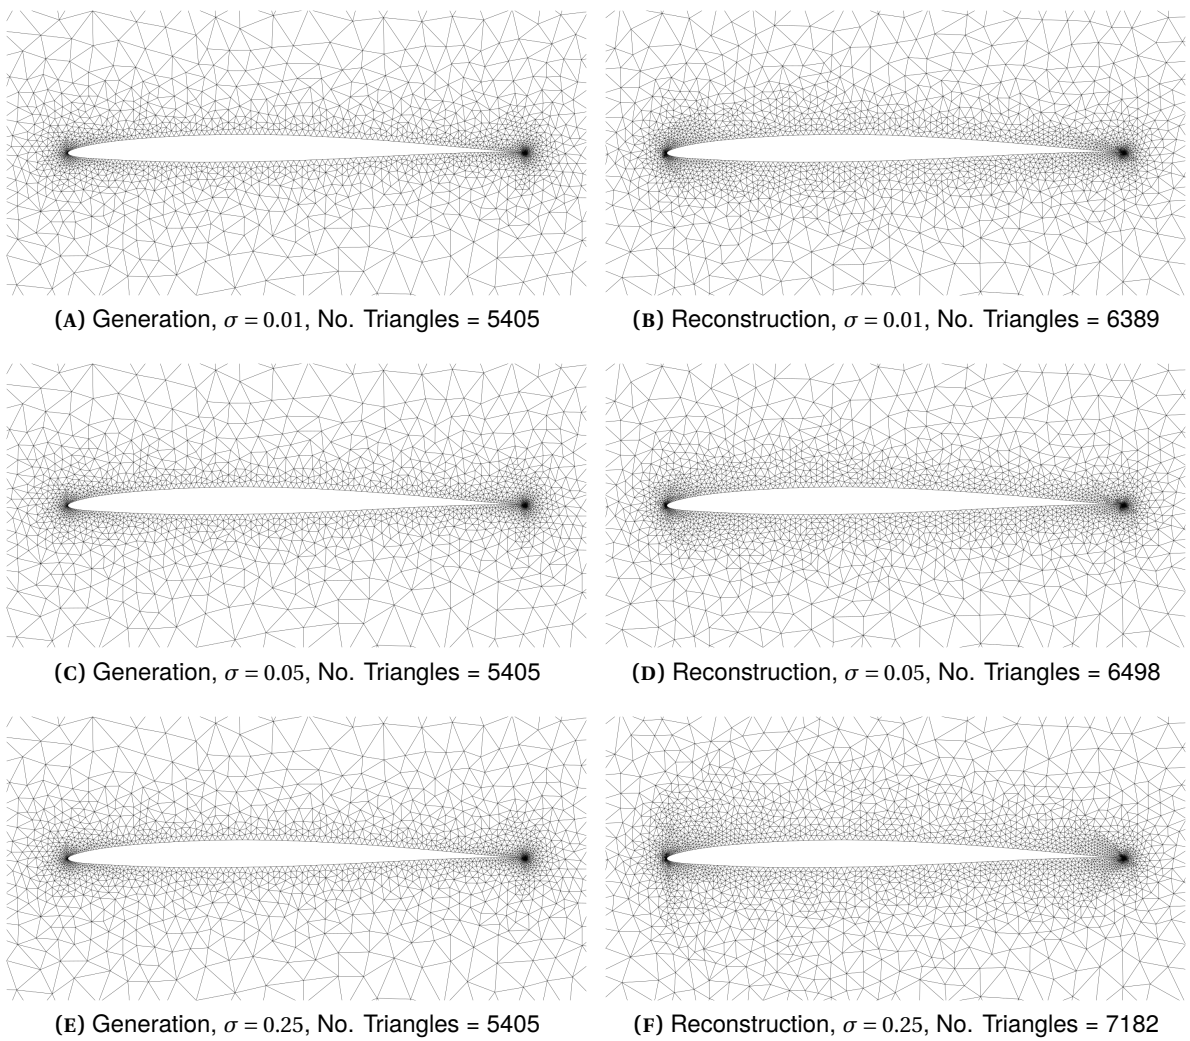 (A) Generation, σ = 0.01, No. Triangles = 5405
(B) Reconstruction, σ = 0.01, No. Triangles = 6389
(C) Generation, σ = 0.05, No. Triangles = 5405
(D) Reconstruction, σ = 0.05, No. Triangles = 6498
(E) Generation, σ = 0.25, No. Triangles = 5405
(F) Reconstruction, σ = 0.25, No. Triangles = 7182